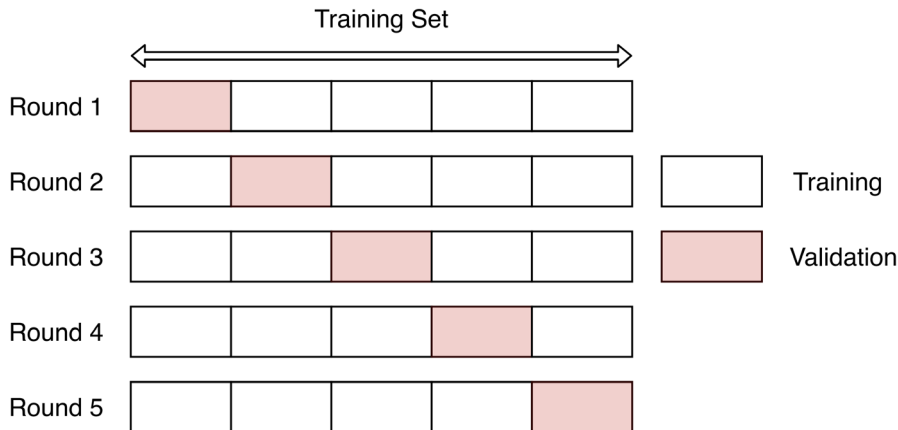 Training Set
Round 1
Round 2
Training
Round 3
Validation
Round 4
Round 5